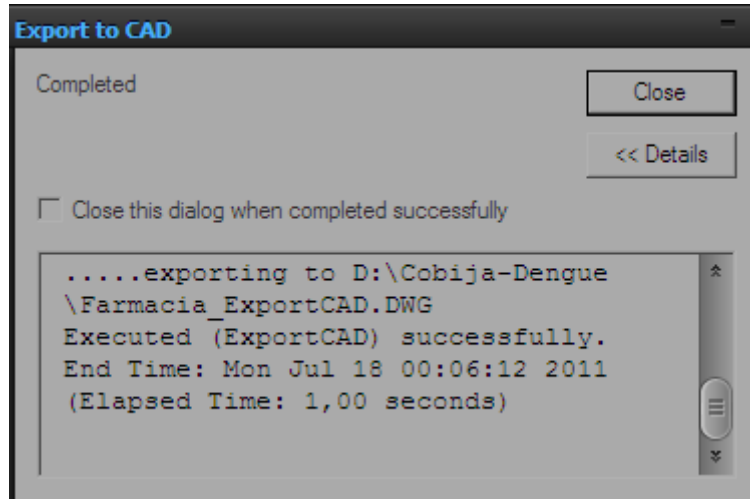 Export to CAD
Completed
Close
<< Details
Close this dialog when completed successfully
.....exporting to D:\Cobija-Dengue
\Farmacia_ExportCAD.DWG
Executed (ExportCAD) successfully.
End Time: Mon Jul 18 00:06:12 2011
(Elapsed Time: 1,00 seconds)